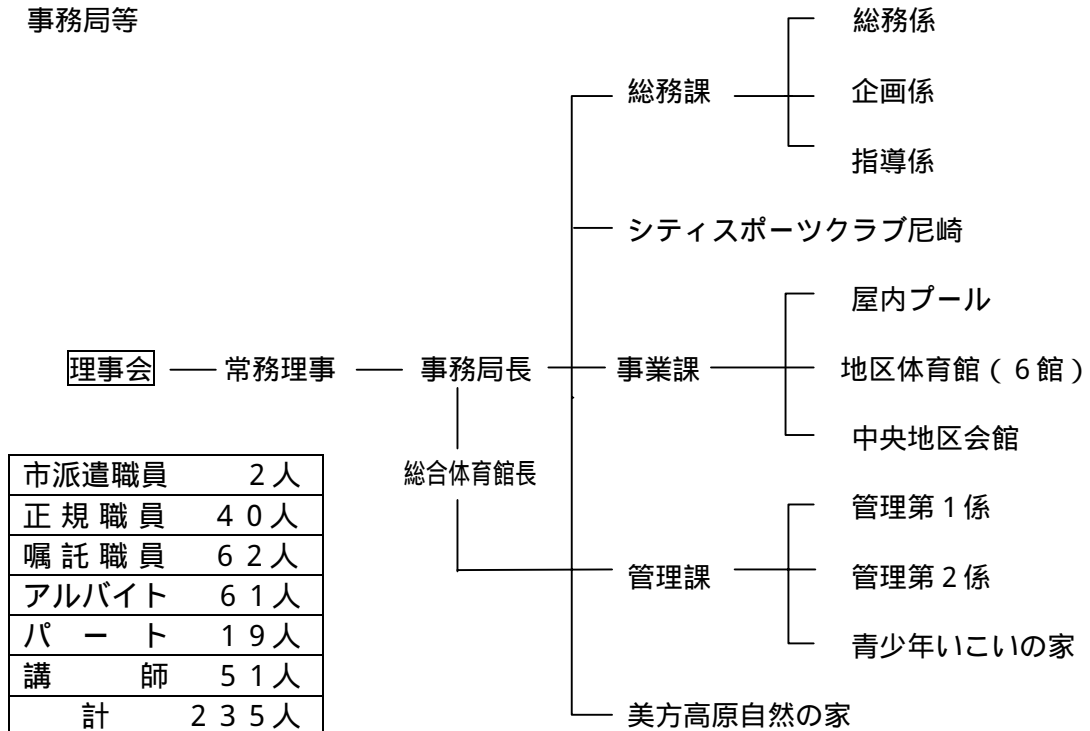 事務局等
総務係
総務課
企画係
指導係
シティスポーツクラブ尼崎
屋内プール
理事会 常務理事 事務局長 事業課 地区体育館(6館)
中央地区会館
総合体育館長
管理第1係
管理課 管理第2係
青少年いこいの家
美方高原自然の家
市派遣職員 2人
正規職員 40人
嘱託職員 62人
アルバイト 61人
パート 19人
講師 51人
計 235人